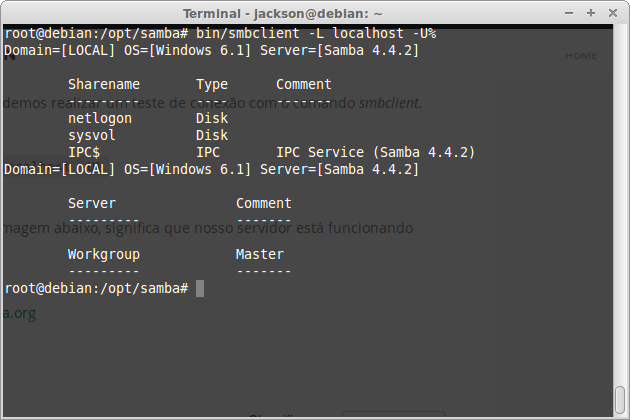 Terminal - jackson@debian: ~
root@debian:/opt/samba# bin/smbclient -L localhost -U%
Domain=[LOCAL] OS=[Windows 6.1] Server=[Samba 4.4.2]
HOME
Sharename Type Comment
--------- ---- -------
demos realizar um teste de conexão com o comando smbclient.
netlogon Disk
sysvol Disk
IPC$ IPC IPC Service (Samba 4.4.2)
Domain=[LOCAL] OS=[Windows 6.1] Server=[Samba 4.4.2]
Server Comment
--------- -------
magem abaixo, significa que nosso servidor está funcionando
Workgroup Master
--------- -------
root@debian:/opt/samba#
a.org